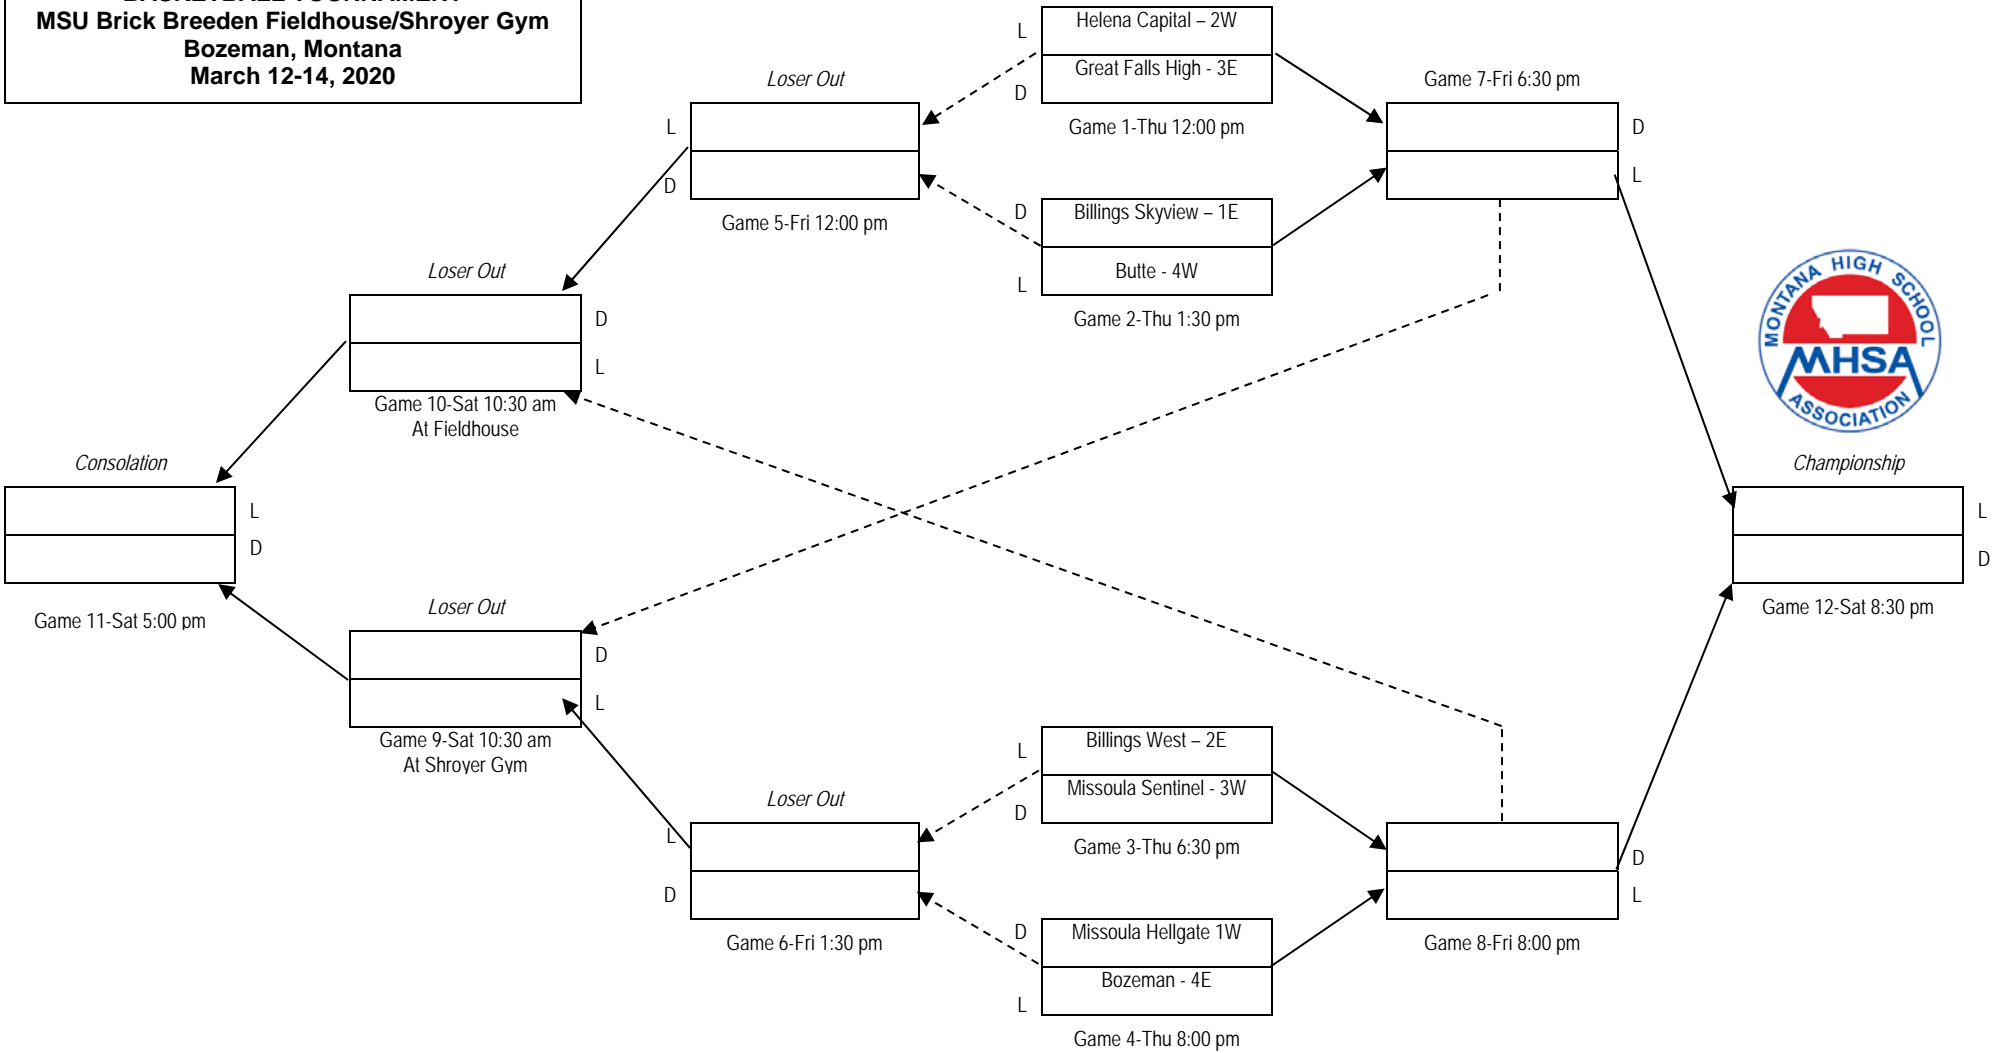 MSU Brick Breeden Fieldhouse/Shroyer Gym
Bozeman, Montana
March 12-14, 2020
L
Helena Capital – 2W
Great Falls High - 3E
D
Game 1-Thu 12:00 pm
Loser Out
L
D
Game 5-Fri 12:00 pm
Game 7-Fri 6:30 pm
D
L
D
Billings Skyview – 1E
Butte - 4W
L
Game 2-Thu 1:30 pm
Loser Out
D
L
Game 10-Sat 10:30 am
At Fieldhouse
MONTANA HIGH SCHOOL
MHSA
ASSOCIATION
Consolation
L
D
Game 11-Sat 5:00 pm
Championship
L
D
Game 12-Sat 8:30 pm
Loser Out
D
L
Game 9-Sat 10:30 am
At Shroyer Gym
Loser Out
L
D
Game 6-Fri 1:30 pm
L
Billings West – 2E
Missoula Sentinel - 3W
D
Game 3-Thu 6:30 pm
D
L
Game 8-Fri 8:00 pm
D
Missoula Hellgate 1W
Bozeman - 4E
L
Game 4-Thu 8:00 pm